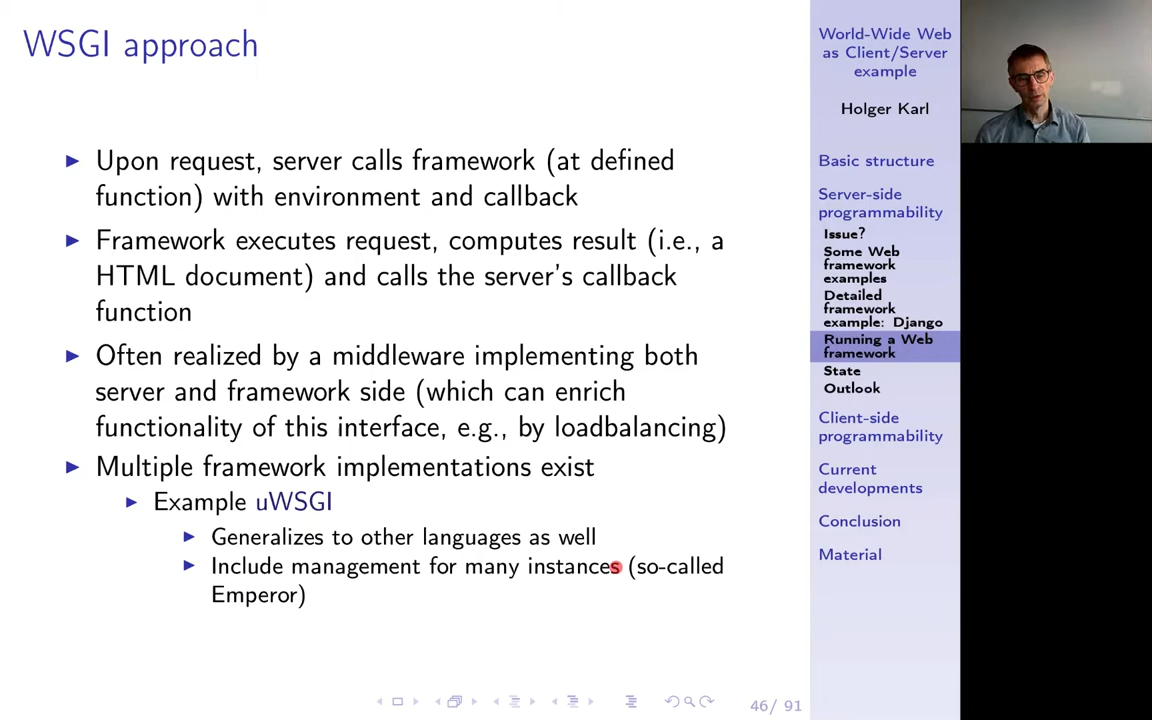 WSGI approach
Upon request, server calls framework (at defined
function) with environment and callback
Framework executes request, computes result (i.e., a
HTML document) and calls the server's callback
function
Often realized by a middleware implementing both
server and framework side (which can enrich
functionality of this interface, e.g., by loadbalancing)
Multiple framework implementations exist
Example uWSGI
Generalizes to other languages as well
Include management for many instances (so-called
Emperor)
World-Wide Web
as Client/Server
example
Holger Karl
Basic structure
Server-side
programmability
Issue?
Some Web
framework
examples
Detailed
framework
example: Django
Running a Web
framework
State
Outlook
Client-side
programmability
Current
developments
Conclusion
Material
46/ 91